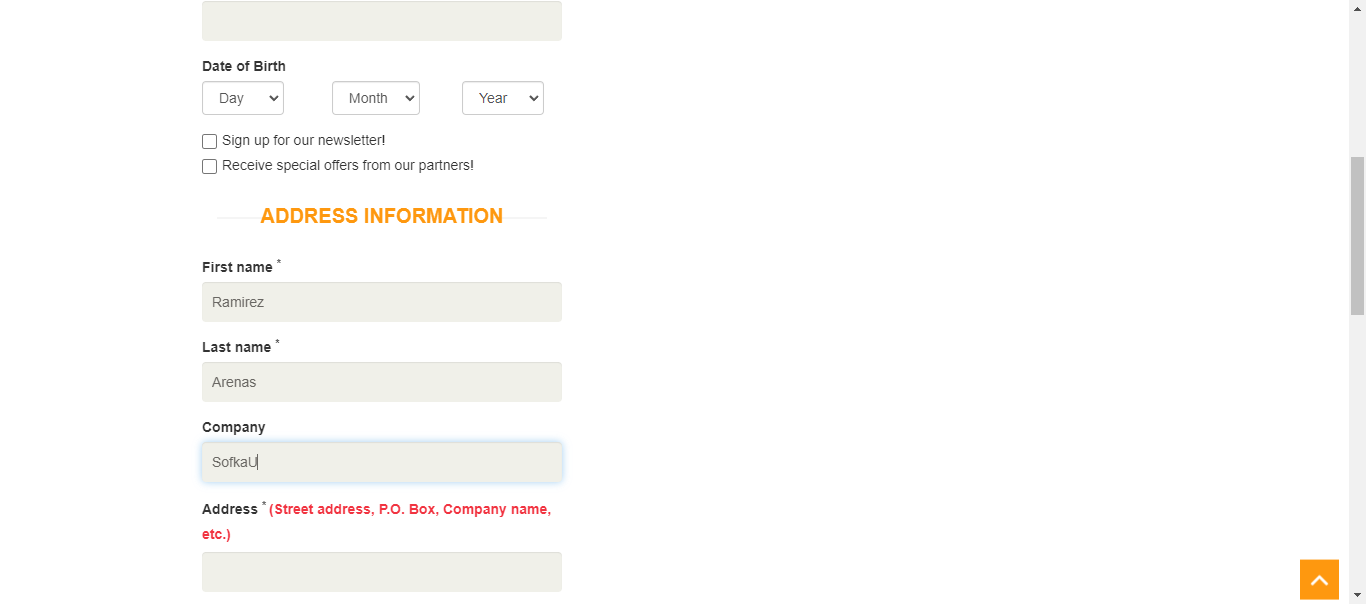 Date of Birth
Day Month Year
Sign up for our newsletter!
Receive special offers from our partners!
ADDRESS INFORMATION
First name *
Ramirez
Last name *
Arenas
Company
SofkaU
Address * (Street address, P.O. Box, Company name,
etc.)